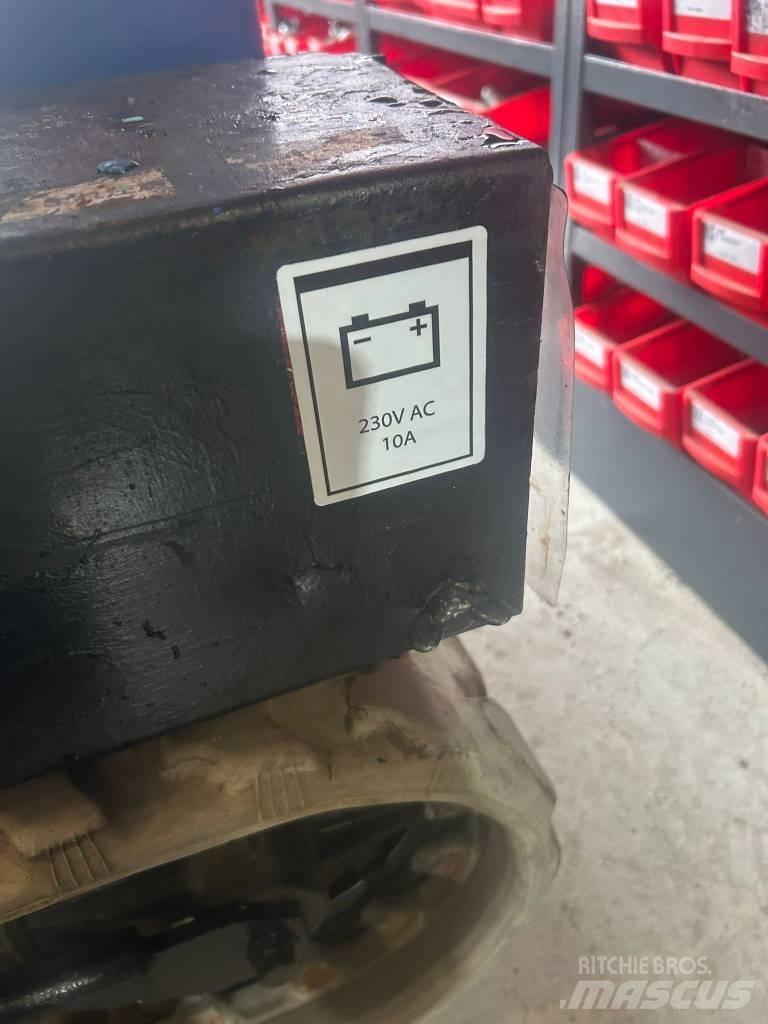 - +
230V AC
10A
RITCHIE BROS.
MASCUS